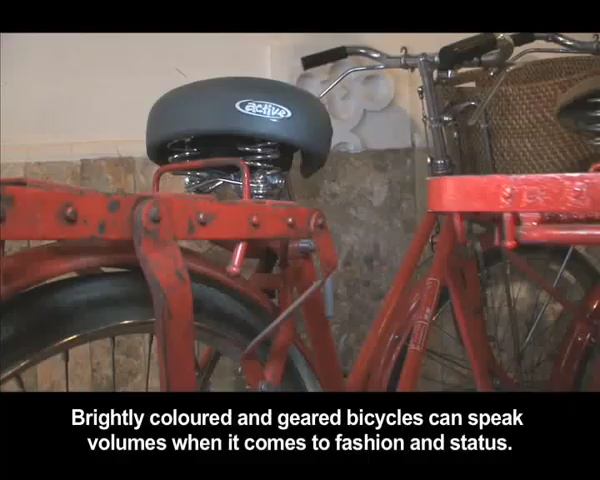 active
Brightly coloured and geared bicycles can speak
volumes when it comes to fashion and status.